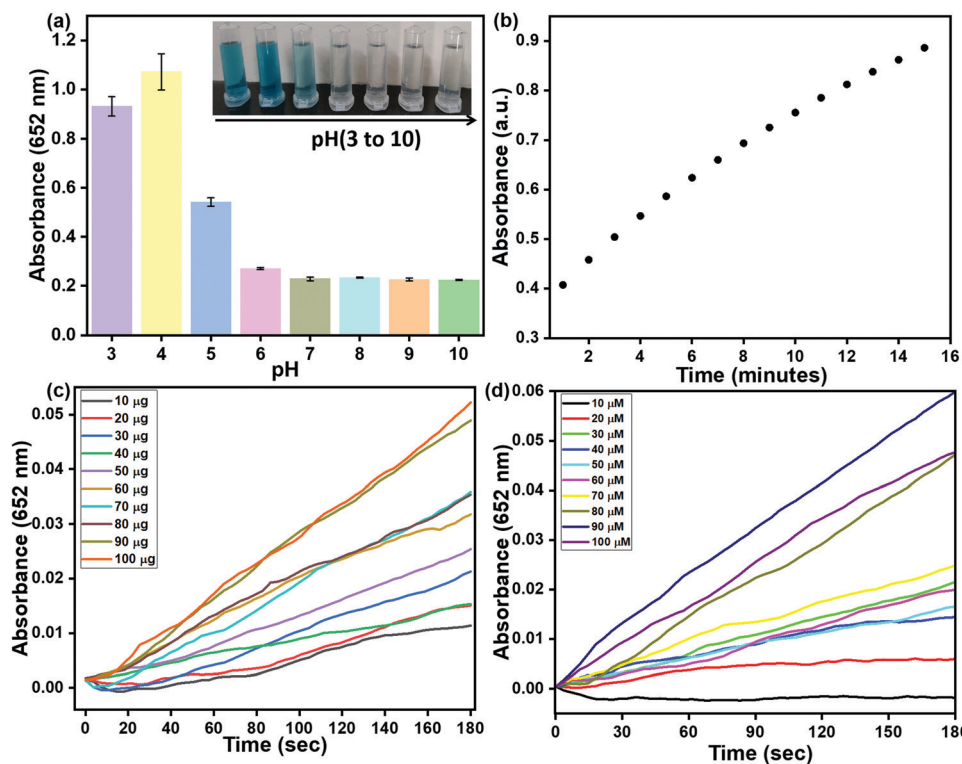 (a)
Absorbance (652 nm)
1.2
1.0
0.8
0.6
0.4
0.2
0.0
3 4 5 6 7 8 9 10
pH
pH(3 to 10)
(b)
Absorbance (a.u.)
0.9
0.8
0.7
0.6
0.5
0.4
0.3
2 4 6 8 10 12 14 16
Time (minutes)
(c)
Absorbance (652 nm)
0.05
0.04
0.03
0.02
0.01
0.00
10 μg
20 μg
30 μg
40 μg
50 μg
60 μg
70 μg
80 μg
90 μg
100 μg
0 20 40 60 80 100 120 140 160 180
Time (sec)
(d)
Absorbance (652 nm)
0.06
0.05
0.04
0.03
0.02
0.01
0.00
10 μM
20 μM
30 μM
40 μM
50 μM
60 μM
70 μM
80 μM
90 μM
100 μM
0 30 60 90 120 150 180
Time (sec)